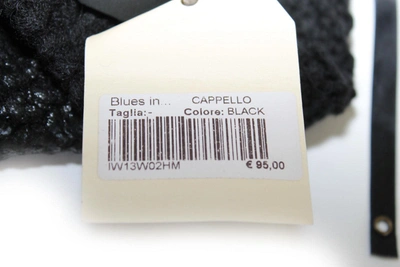 Blues in .. CAPPELLO
Taglia:- Colore: BLACK
IW13W02HM € 95,00